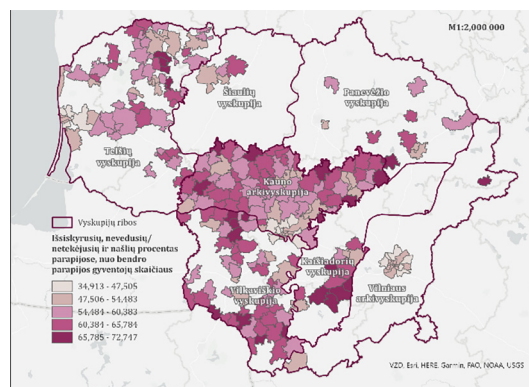 M1:2,000 000
Šiaulių
vyskupija
Panevėžio
vyskupija
Telšių
vyskupija
Kauno
arkivyskupija
Kaišiadorių
vyskupija
Vilkaviškio
vyskupija
Vilniaus
arkivyskupija
Vyskupijų ribos
Išsiskyrusių, nevedusių/
netekėjusių ir našlių procentas
parapijose, nuo bendro
parapijos gyventojų skaičiaus
34,913 - 47,505
47,506 - 54,483
54,484 - 60,383
60,384 - 65,784
65,785 - 72,747
VZD, Esri, HERE, Garmin, FAO, NOAA, USGS